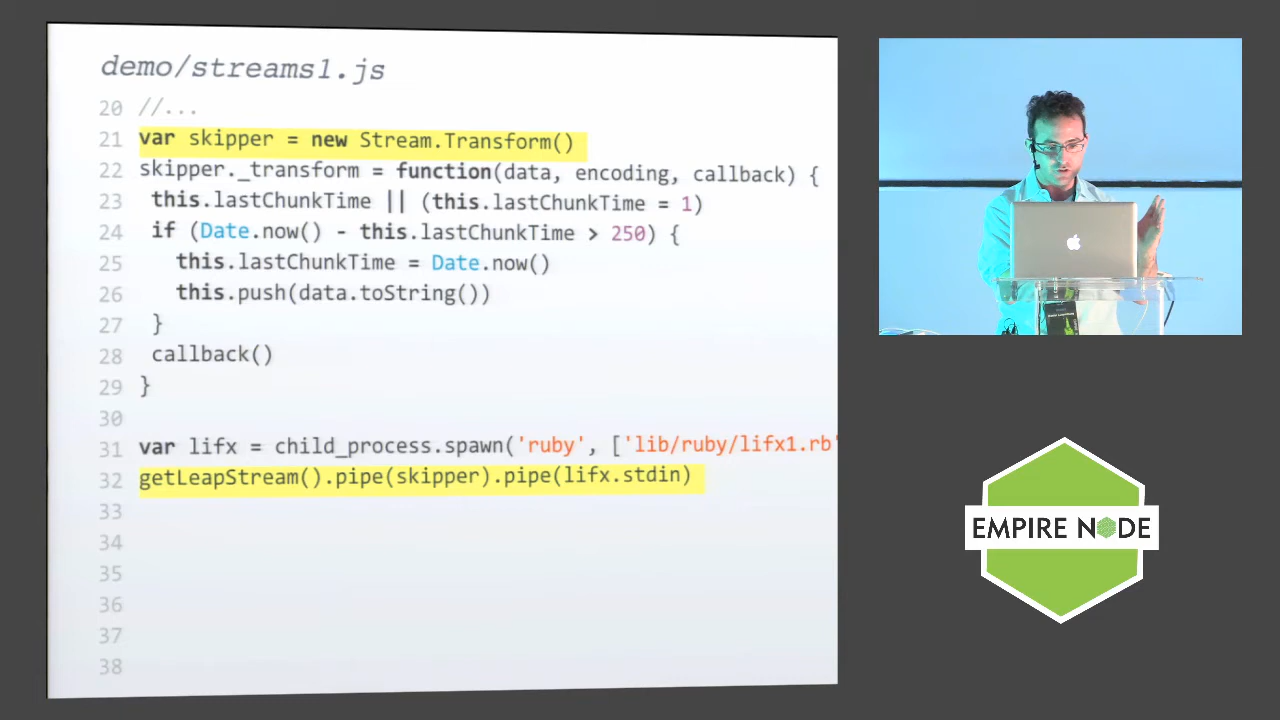 demo/streams1.js
20 //...
21 var skipper = new Stream.Transform()
22 skipper._transform = function(data, encoding, callback) {
23 this.lastChunkTime || (this.lastChunkTime = 1)
24 if (Date.now() - this.lastChunkTime > 250) {
25 this.lastChunkTime = Date.now()
26 this.push(data.toString())
27 }
28 callback()
29 }
30
31 var lifx = child_process.spawn('ruby', ['lib/ruby/lifx1.rb'
32 getLeapStream().pipe(skipper).pipe(lifx.stdin)
33
34
35
36
37
38
EMPIRE NODE